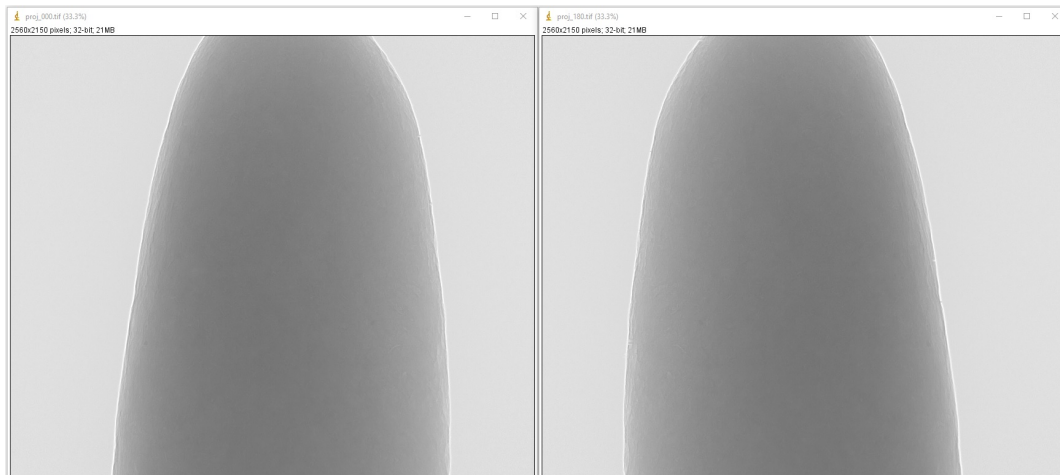 proj_000.tif (33.3%)
2560x2150 pixels; 32-bit; 21MB
proj_180.tif (33.3%)
2560x2150 pixels; 32-bit; 21MB